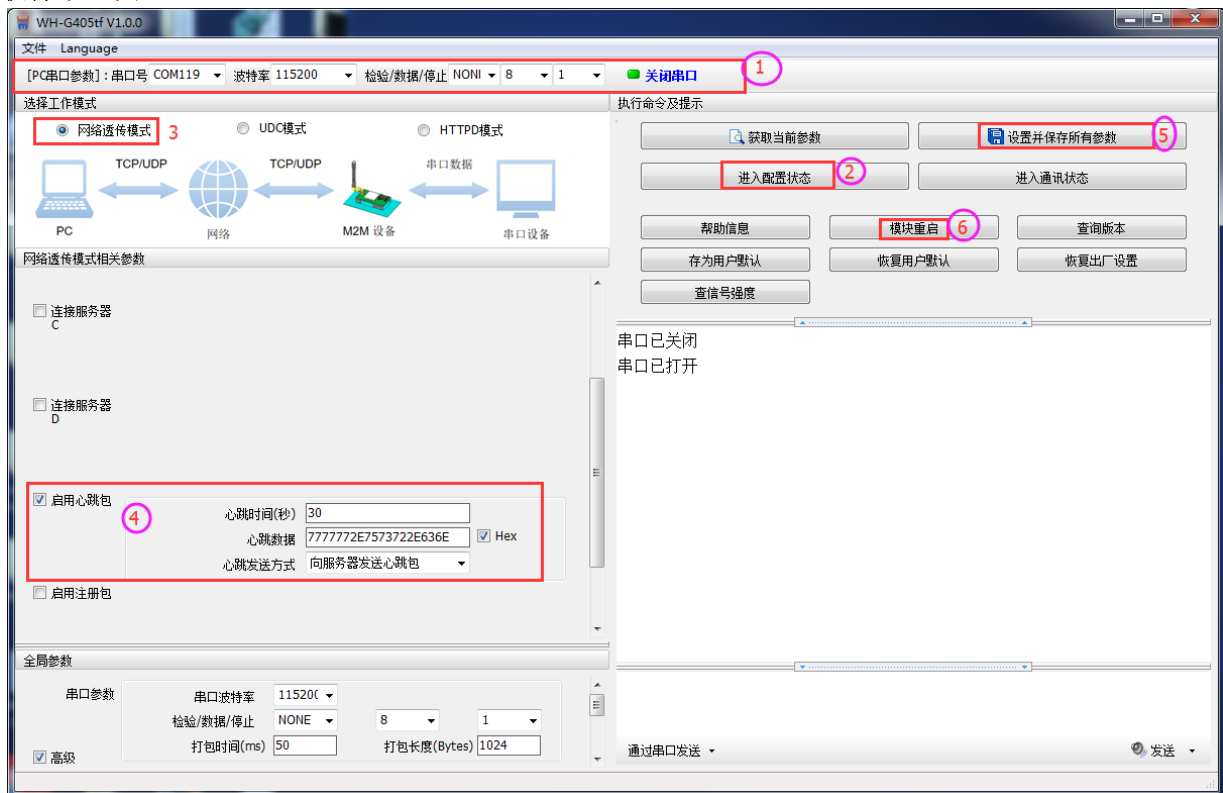 WH-G405tf V1.0.0
文件 Language
[PC串口参数]：串口号 COM119 波特率 115200 检验/数据/停止 NONI 8 1 关闭串口 1
选择工作模式
网络透传模式 3 UDC模式 HTTPD模式
TCP/UDP TCP/UDP 串口数据
PC 网络 M2M 设备 串口设备
网络透传模式相关参数
连接服务器
C
连接服务器
D
启用心跳包
4
心跳时间(秒) 30
心跳数据 7777772E7573722E636E Hex
心跳发送方式 向服务器发送心跳包
启用注册包
全局参数
串口参数 串口波特率 11520(
检验/数据/停止 NONE 8 1
打包时间(ms) 50 打包长度(Bytes) 1024
高级
执行命令及提示
获取当前参数 设置并保存所有参数 5
进入配置状态 2 进入通讯状态
帮助信息 模块重启 6 查询版本
存为用户默认 恢复用户默认 恢复出厂设置
查信号强度
串口已关闭
串口已打开
通过串口发送 发送